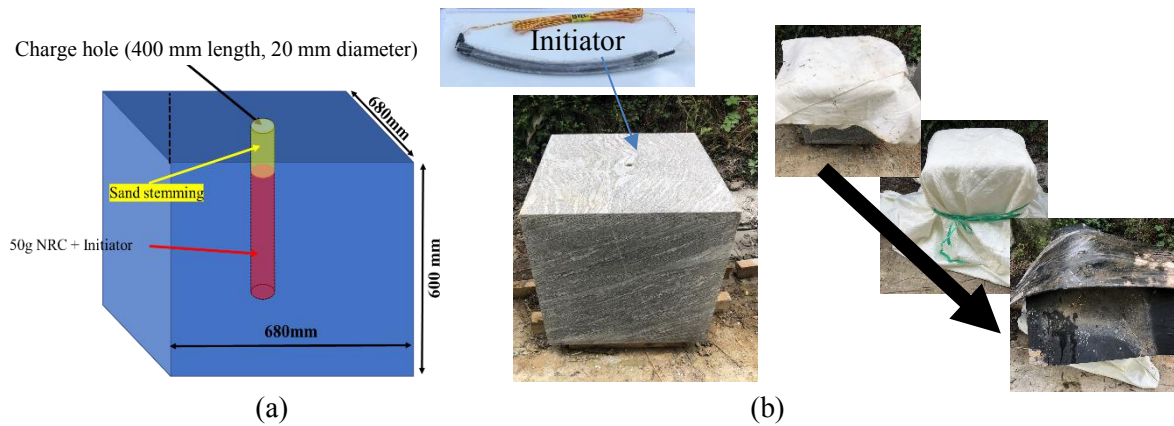 Charge hole (400 mm length, 20 mm diameter)
680mm
Sand stemming
50g NRC + Initiator
600 mm
680mm
(a)
Initiator
(b)